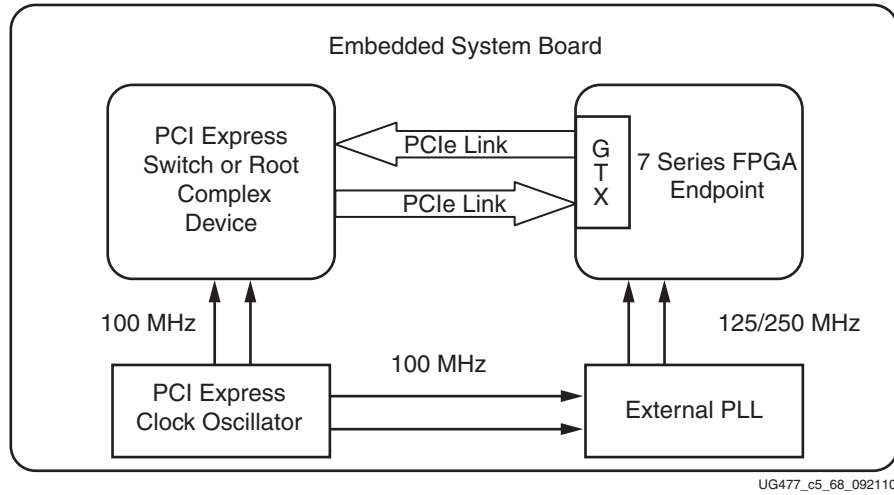 Embedded System Board
PCI Express
Switch or Root
Complex
Device
PCIe Link
PCIe Link
G
T
X
7 Series FPGA
Endpoint
100 MHz
125/250 MHz
100 MHz
PCI Express
Clock Oscillator
External PLL
UG477_c5_68_092110